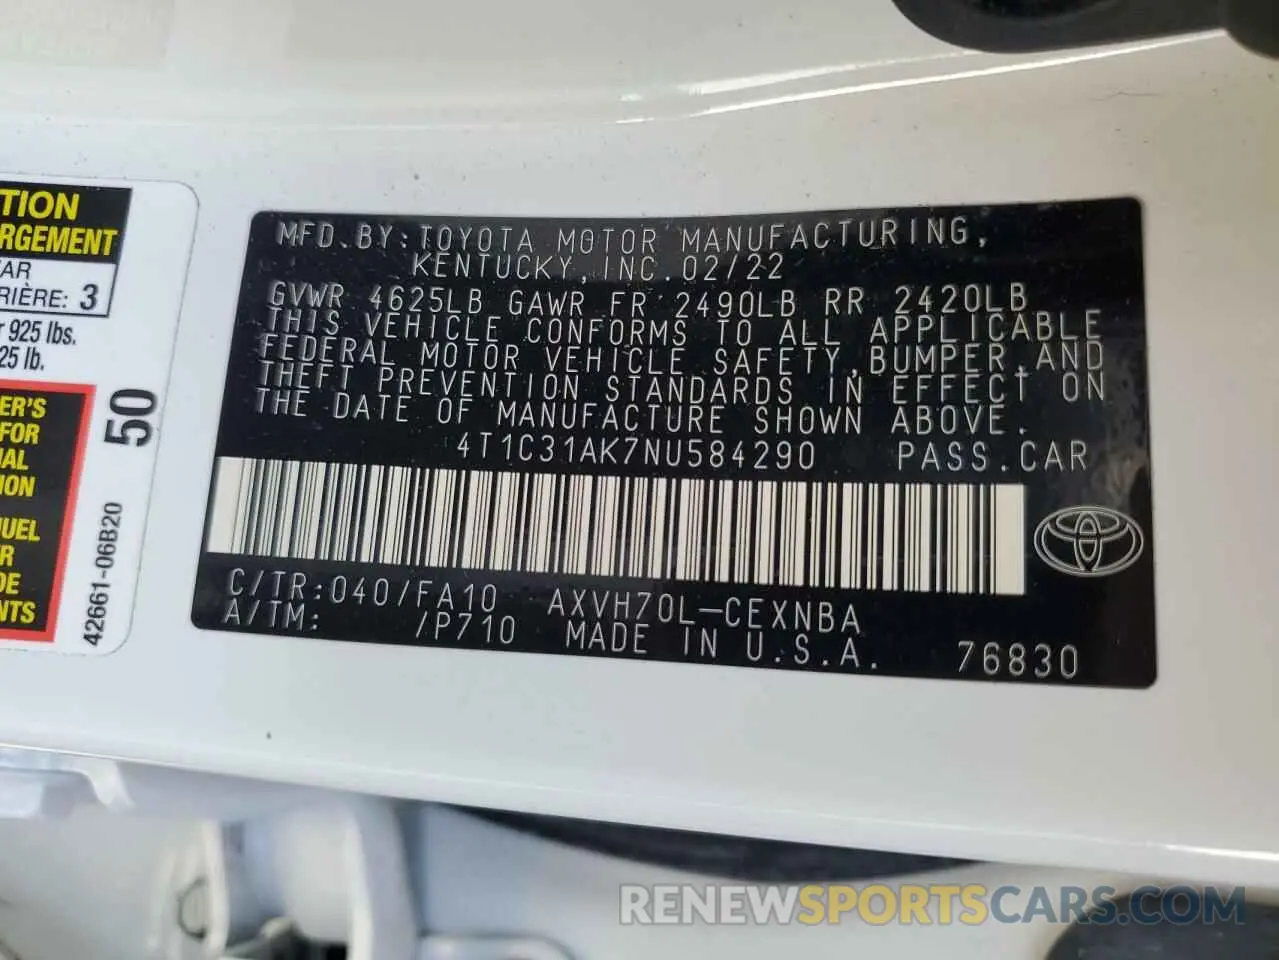 TION
RGEMENT
AR
RIÈRE: 3
925 lbs.
25 lb.
ER'S
FOR
AL
ION
UEL
R
DE
NTS
50
42661-06B20
MFD.BY:TOYOTA MOTOR MANUFACTURING,
KENTUCKY,INC.02/22
GVWR 4625LB GAWR FR 2490LB RR 2420LB
THIS VEHICLE CONFORMS TO ALL APPLICABLE
FEDERAL MOTOR VEHICLE SAFETY,BUMPER,AND
THEFT PREVENTION STANDARDS IN EFFECT ON
THE DATE OF MANUFACTURE SHOWN ABOVE.
4T1C31AK7NU584290 PASS.CAR
C/TR:040/FA10 AXVH70L-CEXNBA
A/TM: /P710 MADE IN U.S.A. 76830
RENEWSPORTSCARS.COM